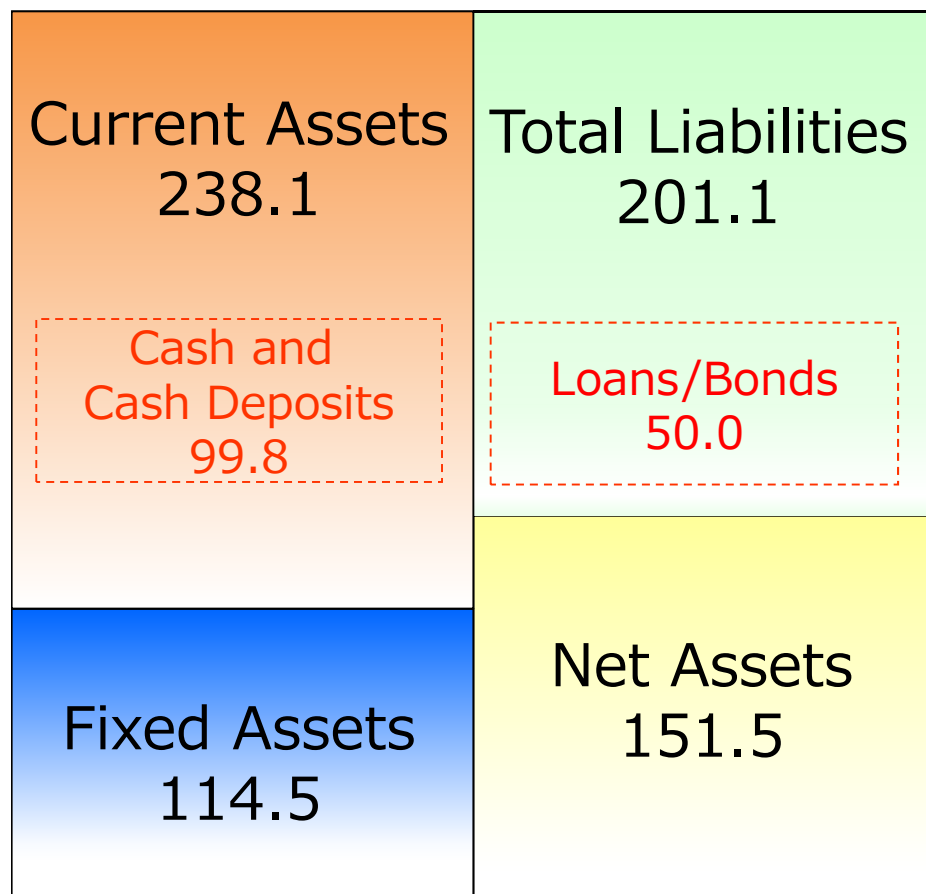 Current Assets
238.1
Cash and
Cash Deposits
99.8
Fixed Assets
114.5
Total Liabilities
201.1
Loans/Bonds
50.0
Net Assets
151.5